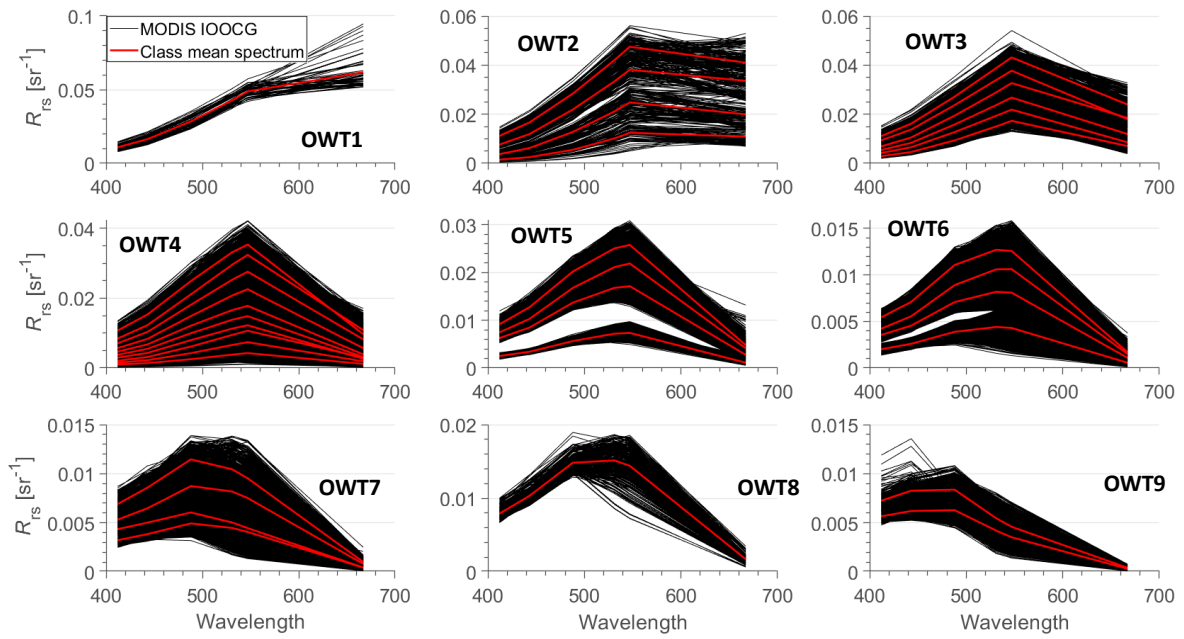 0.1
MODIS IOOCG
Class mean spectrum
0.05
0
Rrs [sr-1]
OWT1
400 500 600 700
0.06
0.04
0.02
0
OWT2
400 500 600 700
0.06
0.04
0.02
0
OWT3
400 500 600 700
0.04
0.02
0
Rrs [sr-1]
OWT4
400 500 600 700
0.03
0.02
0.01
0
OWT5
400 500 600 700
0.015
0.01
0.005
0
OWT6
400 500 600 700
0.015
0.01
0.005
0
Rrs [sr-1]
OWT7
400 500 600 700
Wavelength
0.02
0.01
0
OWT8
400 500 600 700
Wavelength
0.015
0.01
0.005
0
OWT9
400 500 600 700
Wavelength